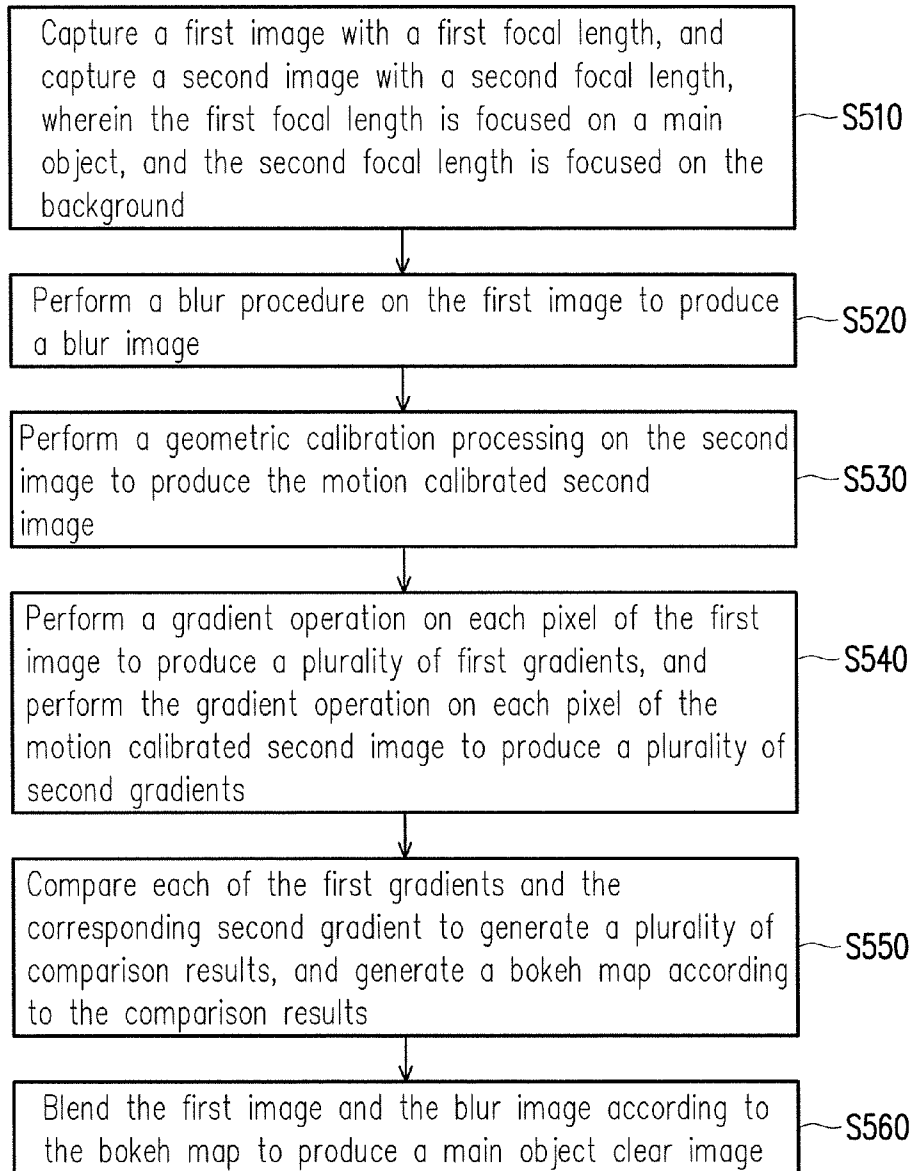 Capture a first image with a first focal length, and
capture a second image with a second focal length,
wherein the first focal length is focused on a main
object, and the second focal length is focused on the
background
S510
Perform a blur procedure on the first image to produce
a blur image
S520
Perform a geometric calibration processing on the second
image to produce the motion calibrated second
image
S530
Perform a gradient operation on each pixel of the first
image to produce a plurality of first gradients, and
perform the gradient operation on each pixel of the
motion calibrated second image to produce a plurality of
second gradients
S540
Compare each of the first gradients and the
corresponding second gradient to generate a plurality of
comparison results, and generate a bokeh map according
to the comparison results
S550
Blend the first image and the blur image according to
the bokeh map to produce a main object clear image
S560